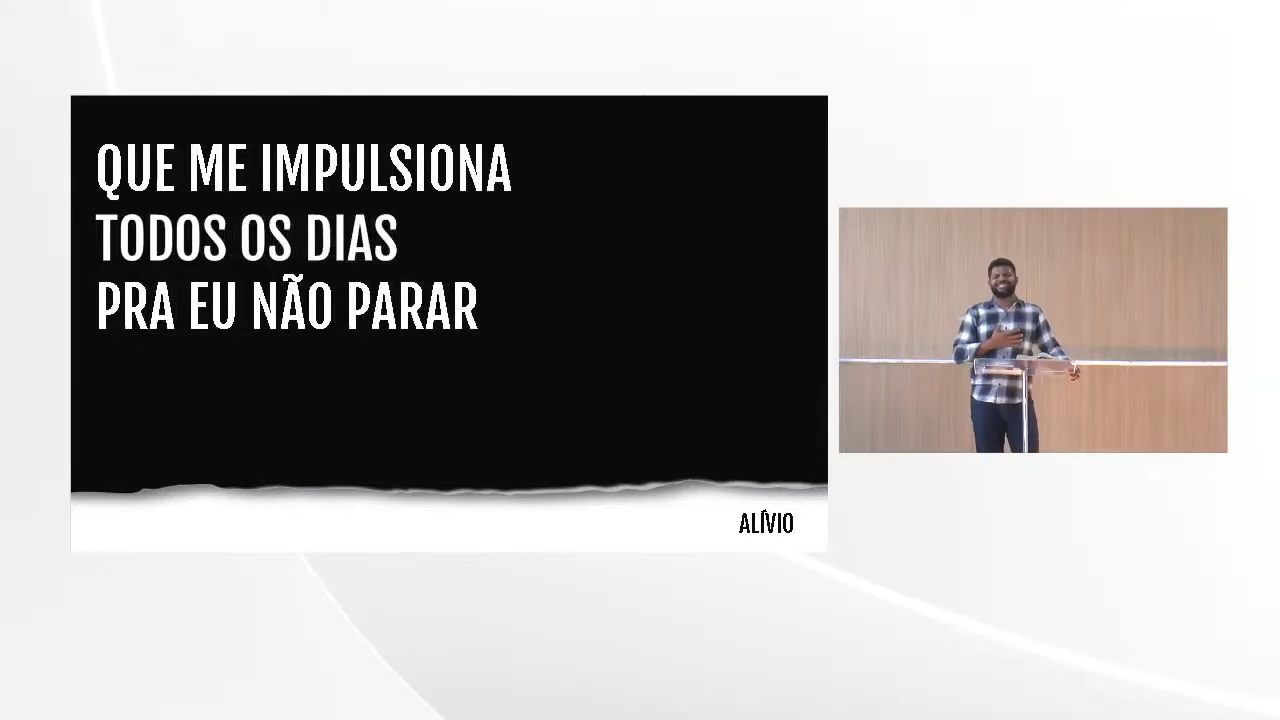 QUE ME IMPULSIONA
TODOS OS DIAS
PRA EU NÃO PARAR
ALÍVIO